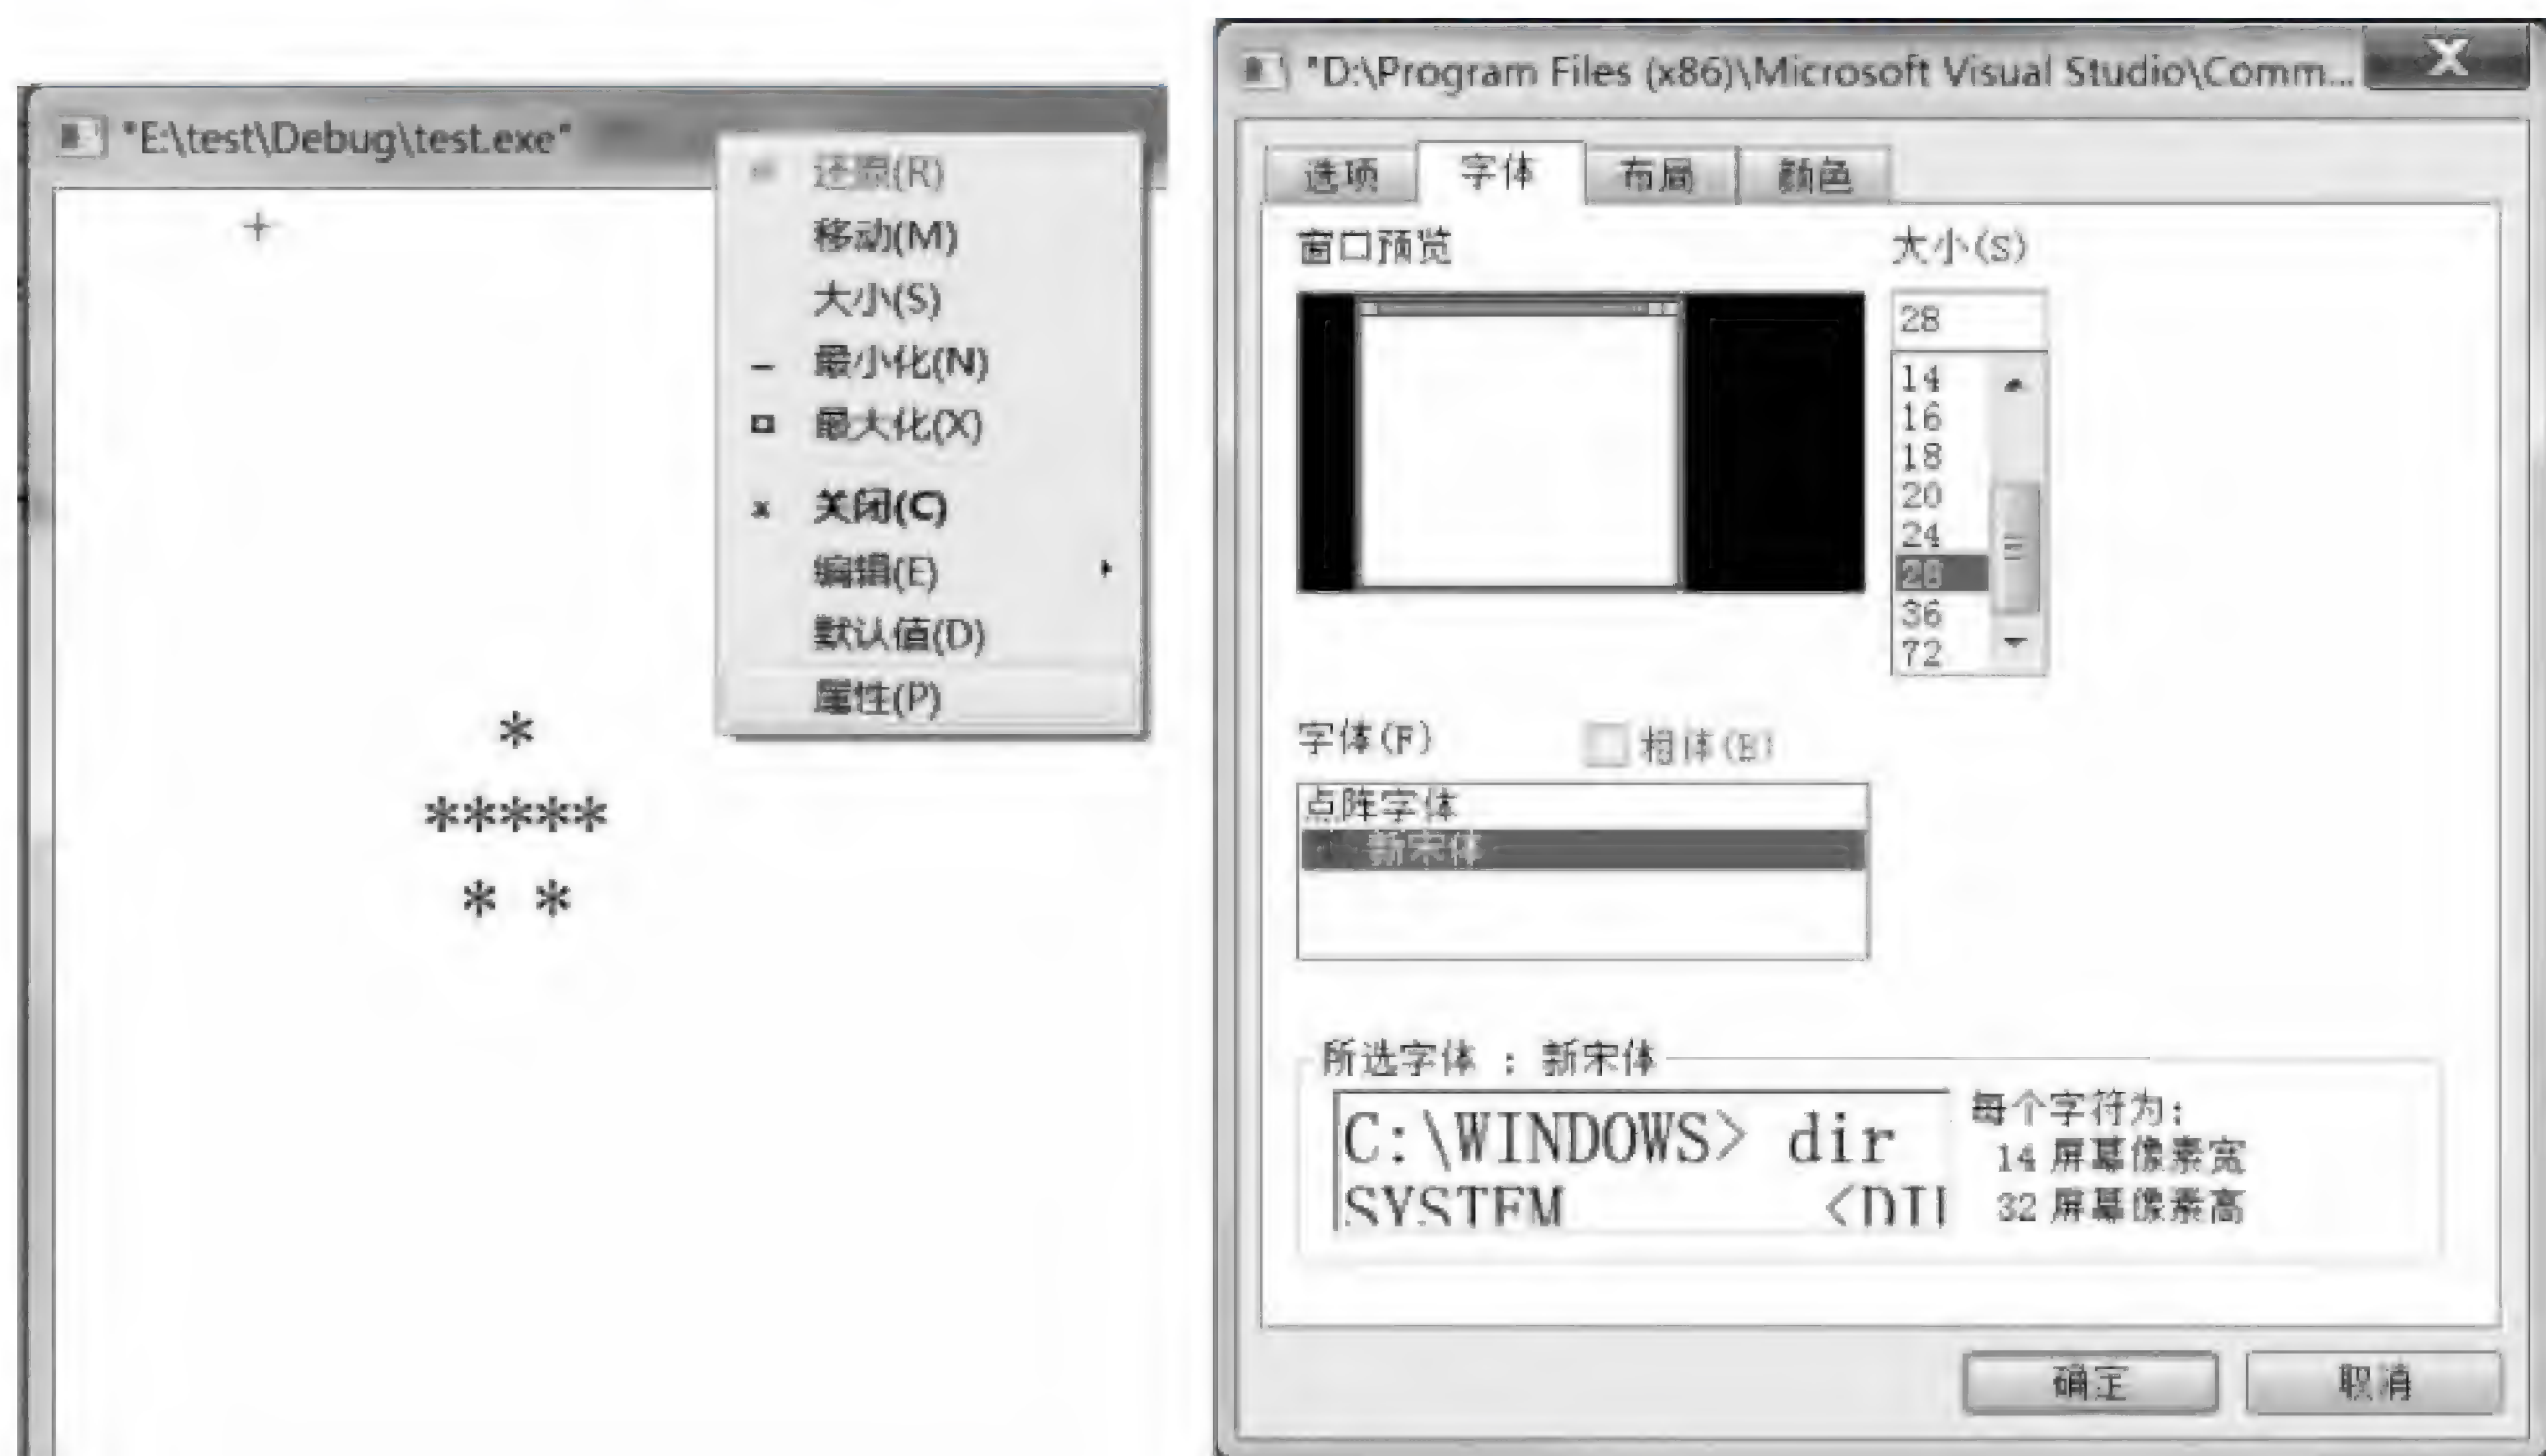 "E:\test\Debug\test.exe"
+
还原(R)
移动(M)
大小(S)
最小化(N)
最大化(X)
关闭(C)
编辑(E)
默认值(D)
属性(P)
*
*****
* *
"D:\Program Files (x86)\Microsoft Visual Studio\Comm...
选项 字体 布局 颜色
窗口预览 大小(S)
28
14
16
18
20
24
28
36
72
字体(F) 粗体(B)
点阵字体
新宋体
所选字体 : 新宋体
C:\WINDOWS> dir
SYSTEM <DI
每个字符为:
14 屏幕像素宽
32 屏幕像素高
确定 取消